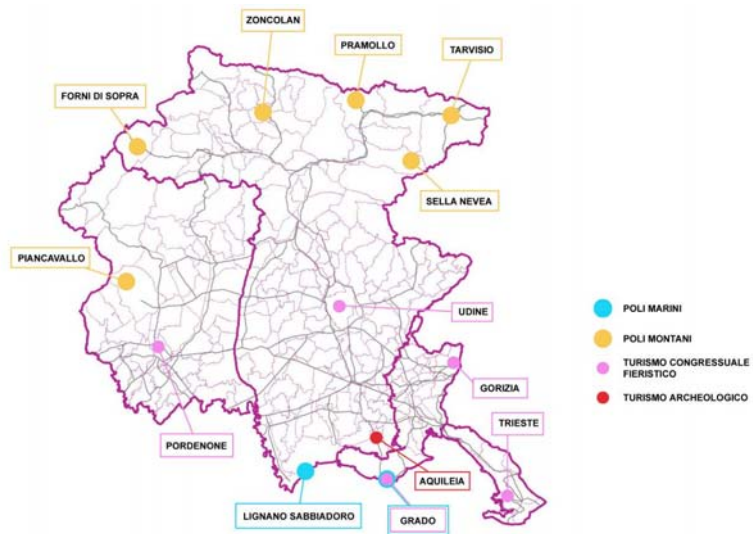 ZONCOLAN
PRAMOLLO
TARVISIO
FORNI DI SOPRA
SELLA NEVEA
PIANCAVALLO
UDINE
GORIZIA
TRIESTE
PORDENONE
AQUILEIA
LIGNANO SABBIADORO
GRADO
POLI MARINI
POLI MONTANI
TURISMO CONGRESSUALE
FIERISTICO
TURISMO ARCHEOLOGICO